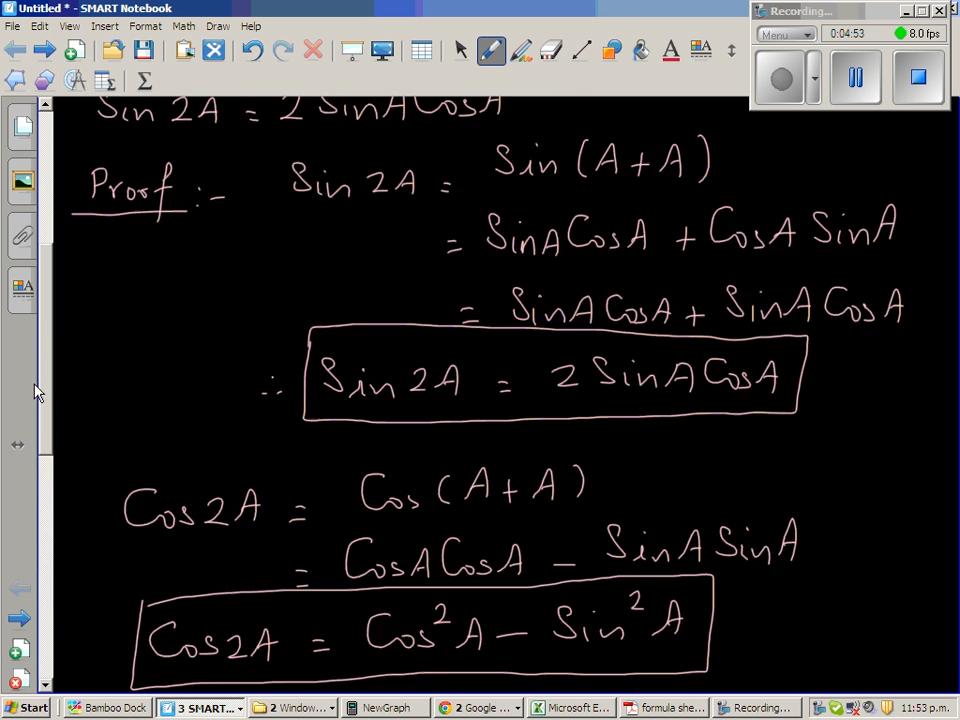 Untitled * - SMART Notebook
Recording...
File Edit View Insert Format Math Draw Help
Menu 0:04:53 8.0 fps
Sin 2A = 2 SinA CosA
Proof :- Sin 2A = Sin (A + A)
= SinA CosA + CosA SinA
= SinA CosA + SinA CosA
∴ Sin 2A = 2 SinA CosA
Cos 2A = Cos (A + A)
= CosA CosA - SinA SinA
Cos 2A = Cos² A - Sin² A
Start Bamboo Dock 3 SMART... 2 Window... NewGraph 2 Google ... Microsoft E... formula she... Recording... 11:53 p.m.